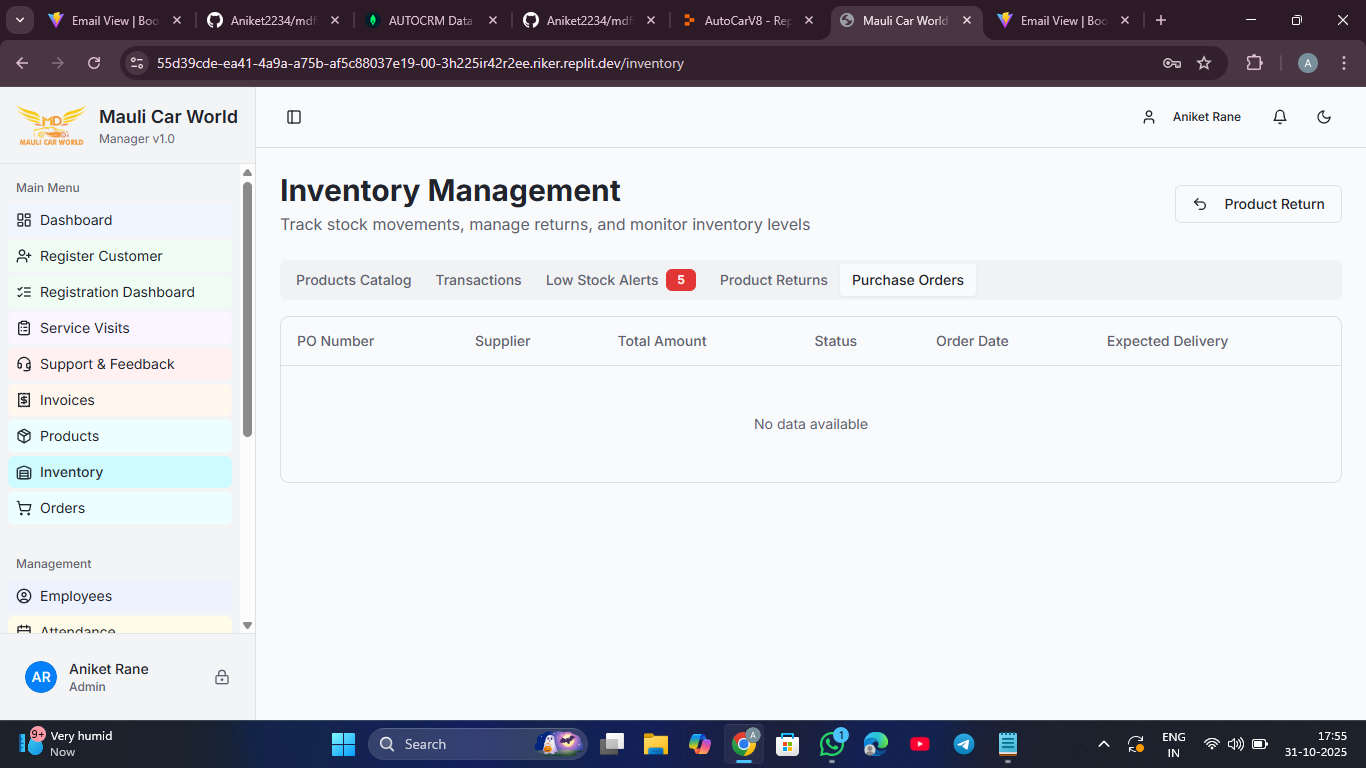 Email View | Boo
Aniket2234/mdf
AUTOCRM Data
Aniket2234/mdf
AutoCarV8 - Rep
Mauli Car World
Email View | Boo
55d39cde-ea41-4a9a-a75b-af5c88037e19-00-3h225ir42r2ee.riker.replit.dev/inventory
A
MD
MAULI CAR WORLD
Mauli Car World
Manager v1.0
Aniket Rane
Main Menu
Dashboard
Register Customer
Registration Dashboard
Service Visits
Support & Feedback
Invoices
Products
Inventory
Orders
Management
Employees
Attendance
AR
Aniket Rane
Admin
Inventory Management
Track stock movements, manage returns, and monitor inventory levels
Product Return
Products Catalog Transactions Low Stock Alerts 5 Product Returns Purchase Orders
PO Number Supplier Total Amount Status Order Date Expected Delivery
No data available
9+
Very humid
Now
Search
A
1
ENG
IN
17:55
31-10-2025